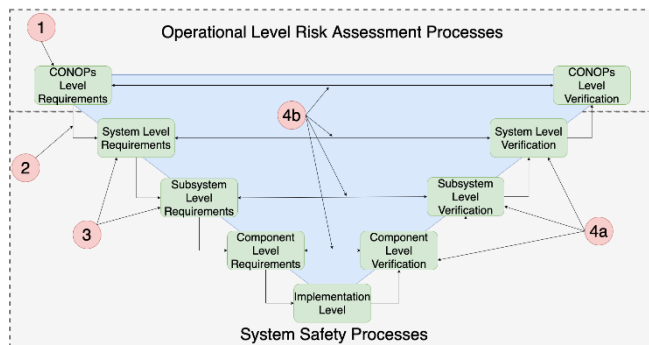 Operational Level Risk Assessment Processes
1
CONOPs
Level
Requirements
CONOPs
Level
Verification
4b
System Level
Requirements
System Level
Verification
2
Subsystem
Level
Requirements
Subsystem
Level
Verification
3
4a
Component
Level
Requirements
Component
Level
Verification
Implementation
Level
System Safety Processes